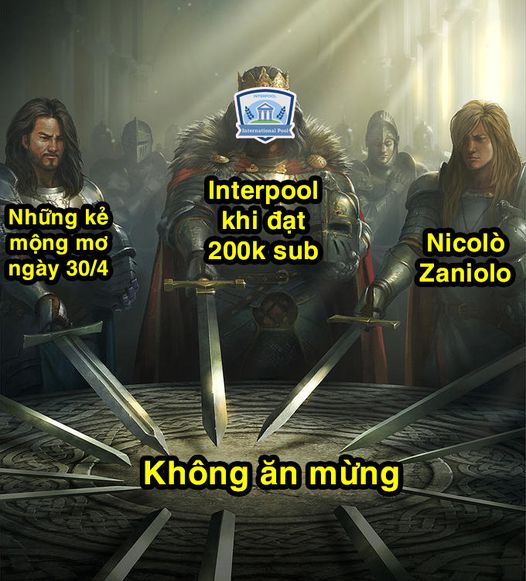 INTERPOOL
International Pool
Những kẻ
mộng mơ
ngày 30/4
Interpool
khi đạt
200k sub
Nicolò
Zaniolo
Không ăn mừng